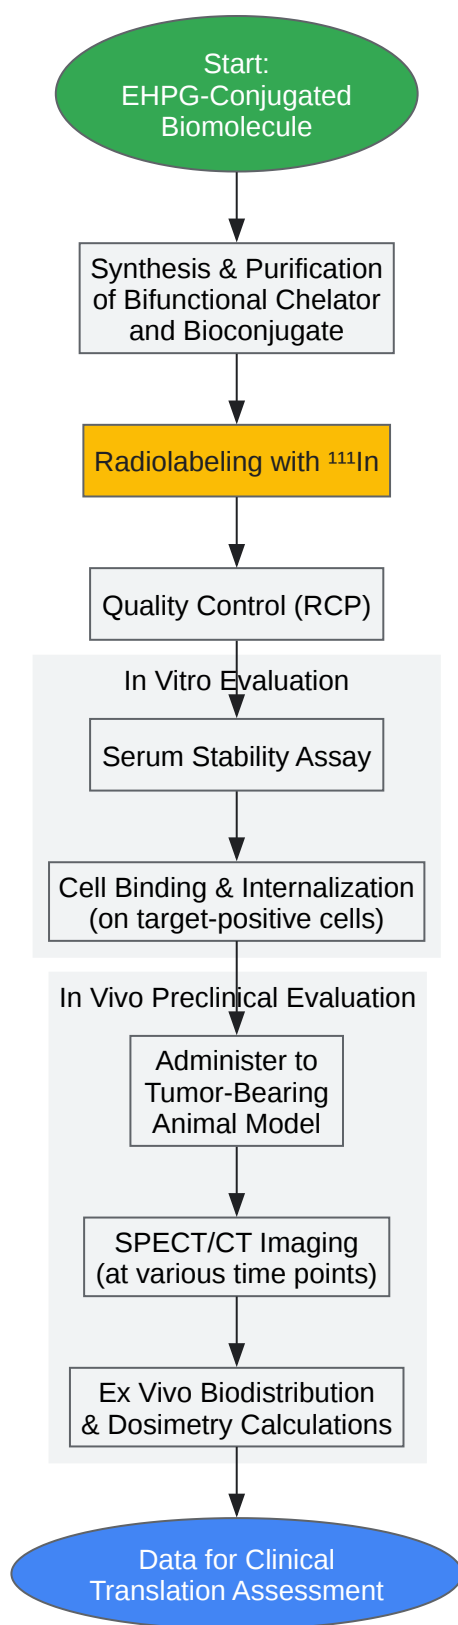 Start:
EHPG-Conjugated
Biomolecule
Synthesis & Purification
of Bifunctional Chelator
and Bioconjugate
Radiolabeling with ¹¹¹In
Quality Control (RCP)
In Vitro Evaluation
Serum Stability Assay
Cell Binding & Internalization
(on target-positive cells)
In Vivo Preclinical Evaluation
Administer to
Tumor-Bearing
Animal Model
SPECT/CT Imaging
(at various time points)
Ex Vivo Biodistribution
& Dosimetry Calculations
Data for Clinical
Translation Assessment